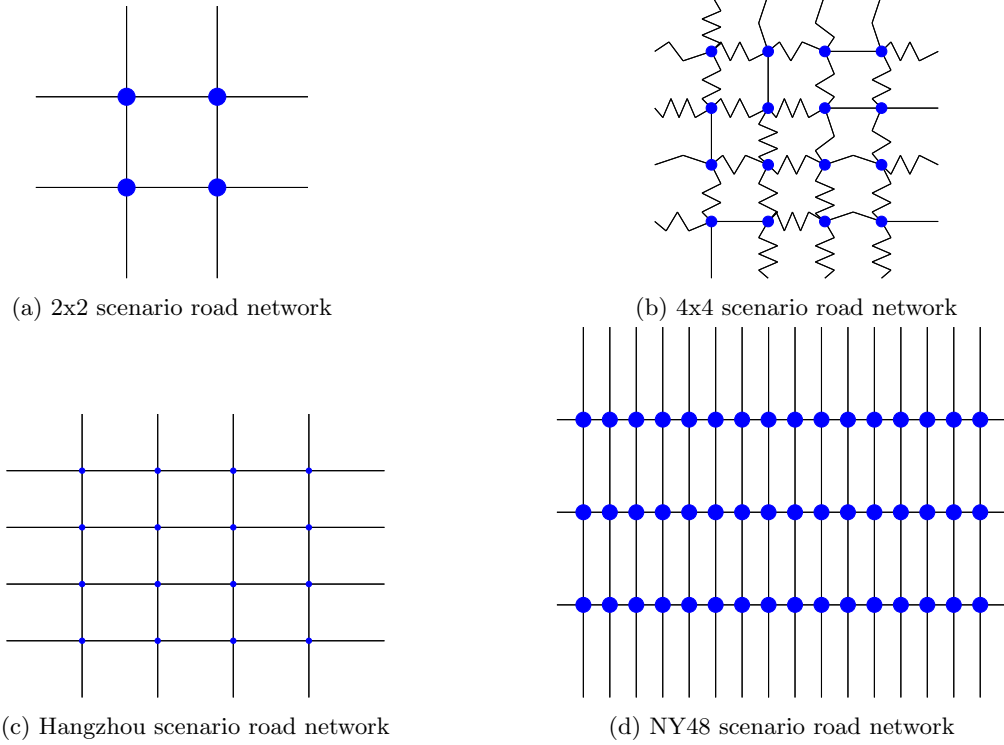 (a) 2x2 scenario road network
(b) 4x4 scenario road network
(c) Hangzhou scenario road network
(d) NY48 scenario road network